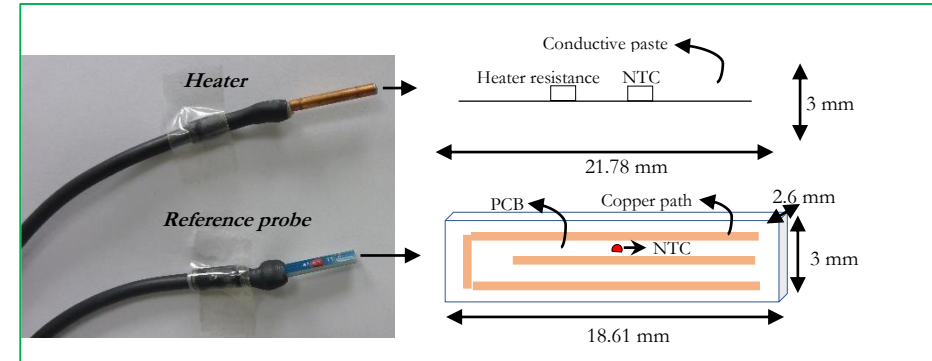 Heater
Conductive paste
Heater resistance
NTC
3 mm
21.78 mm
Reference probe
PCB
Copper path
2.6 mm
NTC
3 mm
18.61 mm